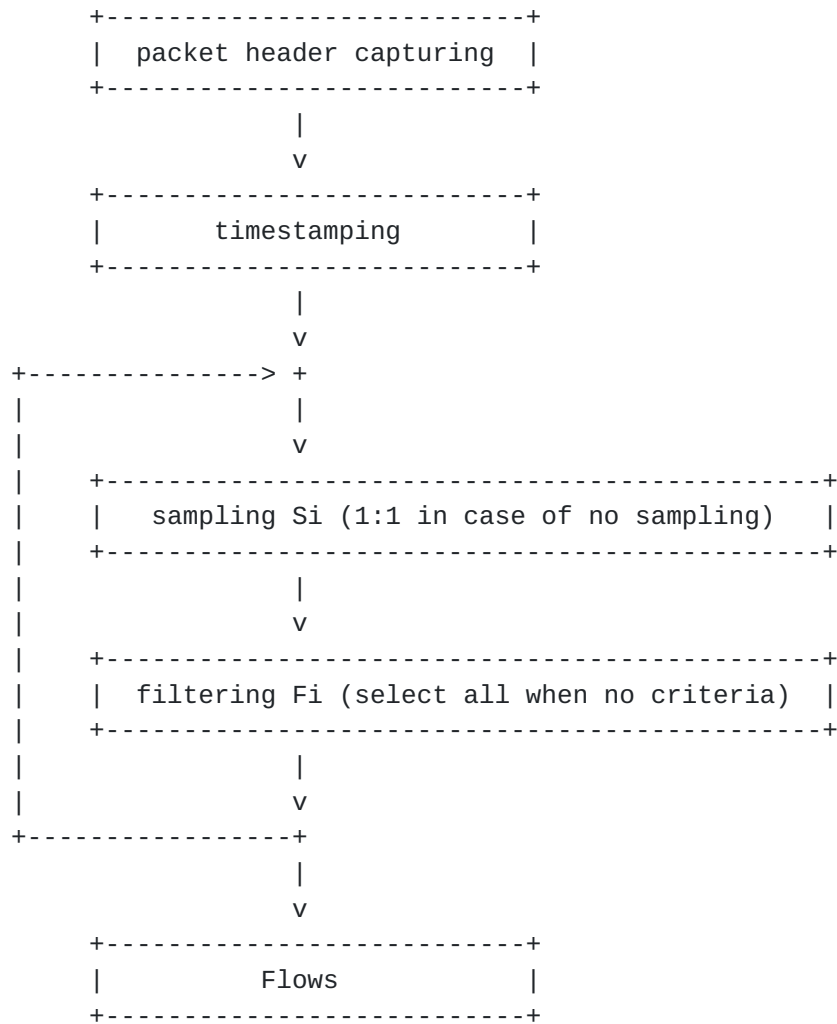 packet header capturing
timestamping
sampling Si (1:1 in case of no sampling)
filtering Fi (select all when no criteria)
Flows